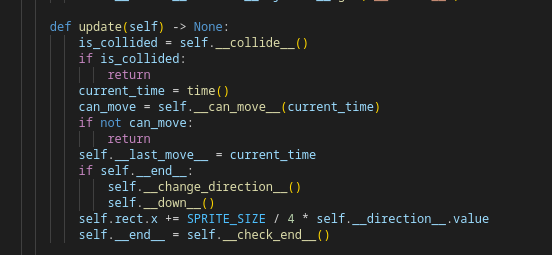 def update(self) -> None:
is_collided = self.__collide__()
if is_collided:
return
current_time = time()
can_move = self.__can_move__(current_time)
if not can_move:
return
self.__last_move__ = current_time
if self.__end__:
self.__change_direction__()
self.__down__()
self.rect.x += SPRITE_SIZE / 4 * self.__direction__.value
self.__end__ = self.__check_end__()